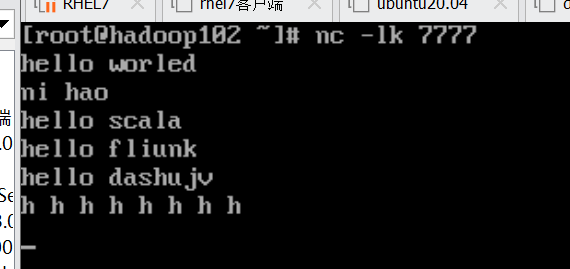 RHEL7
rhel7客户端
ubuntu20.04
[root@hadoop102 ~]# nc -lk 7777
hello worled
ni hao
hello scala
hello fliunk
hello dashujv
h h h h h h h h